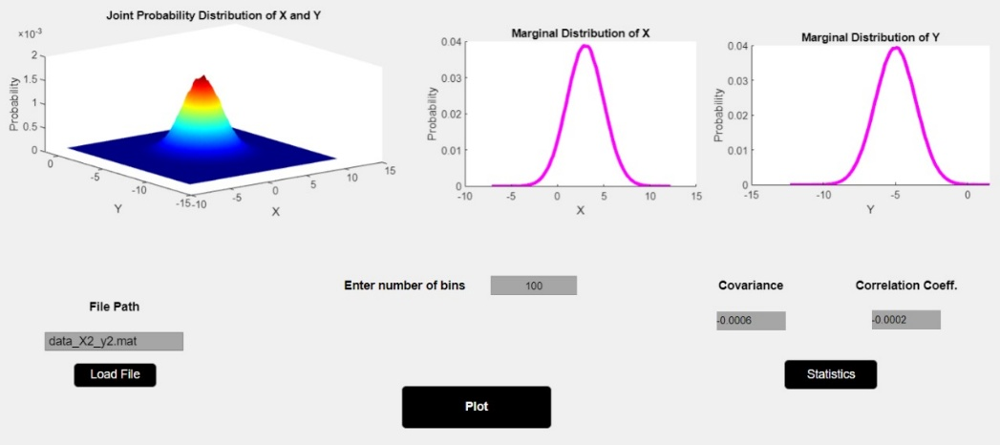 Joint Probability Distribution of X and Y
×10⁻³
2
1.5
1
0.5
0
Probability
0
-5
-10
-15
Y
-10
-5
0
5
10
15
X
Marginal Distribution of X
0.04
0.03
0.02
0.01
0
Probability
-10 -5 0 5 10 15
X
Marginal Distribution of Y
0.04
0.03
0.02
0.01
0
Probability
-15 -10 -5 0
Y
Enter number of bins 100
File Path
data_X2_y2.mat
Load File
Plot
Covariance Correlation Coeff.
-0.0006 -0.0002
Statistics